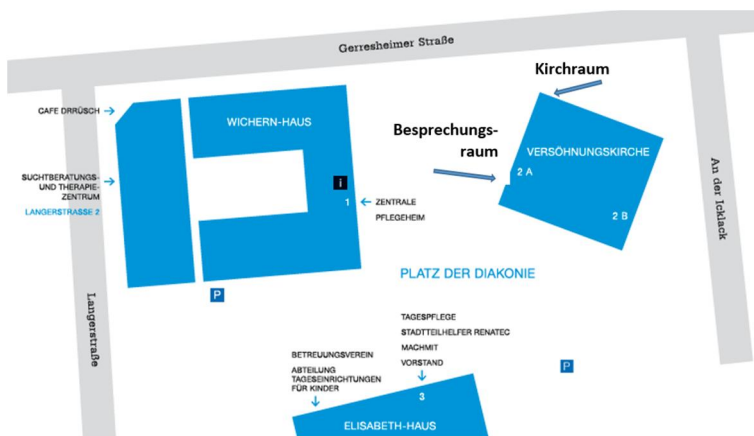 Gerresheimer Straße
Kirchraum
CAFE DRRÜSCH
WICHERN-HAUS
Besprechungs-
raum
VERSÖHNUNGSKIRCHE
2 A
An der Icklack
SUCHTBERATUNGS-
UND THERAPIE-
ZENTRUM
LANGERSTRASSE 2
i
1
ZENTRALE
PFLEGEHEIM
2 B
PLATZ DER DIAKONIE
P
Langerstraße
TAGESPFLEGE
STADTTEILHELFER RENATEC
MACHMIT
VORSTAND
BETREUUNGSVEREIN
ABTEILUNG
TAGESEINRICHTUNGEN
FÜR KINDER
P
3
ELISABETH-HAUS